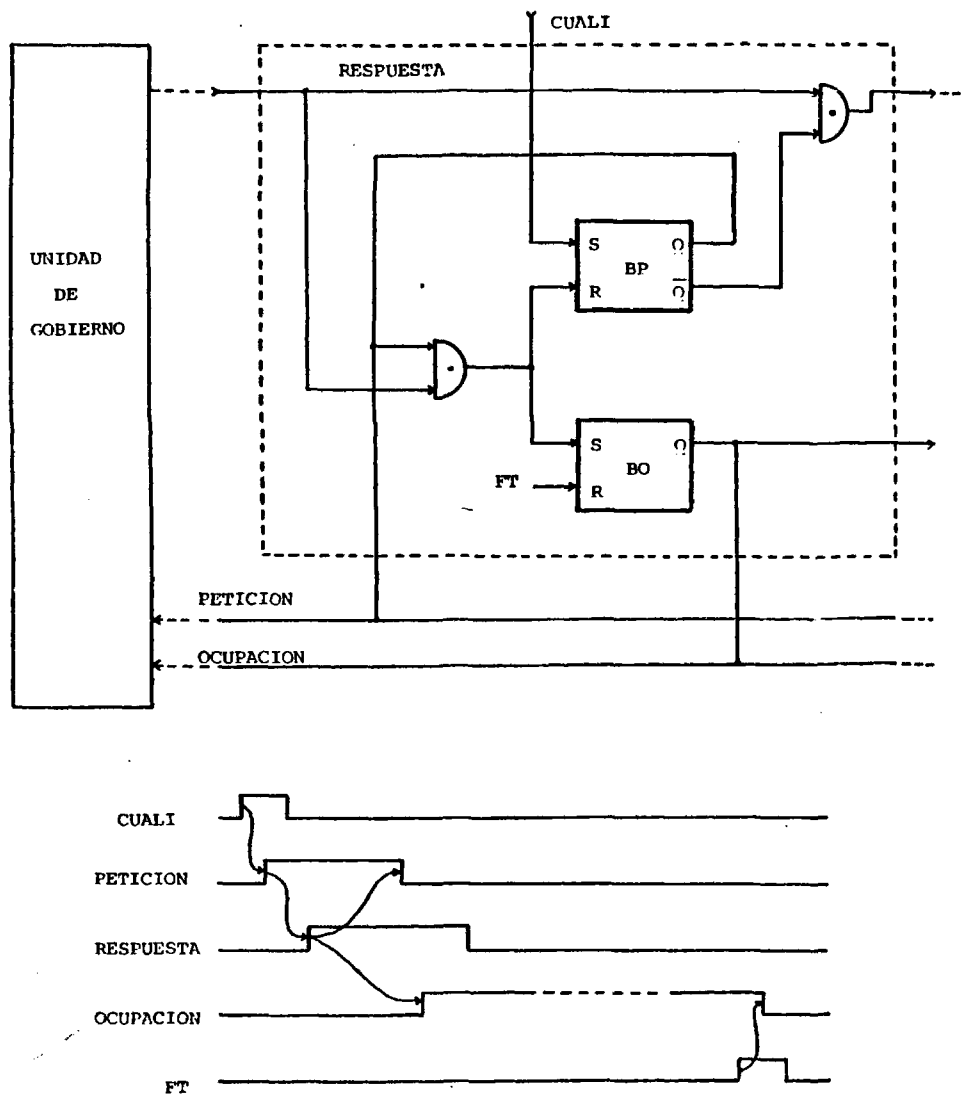 CUALI
RESPUESTA
UNIDAD
DE
GOBIERNO
S
Q
BP
R
Q
S
Q
BO
FT
R
PETICION
OCUPACION
CUALI
PETICION
RESPUESTA
OCUPACION
FT